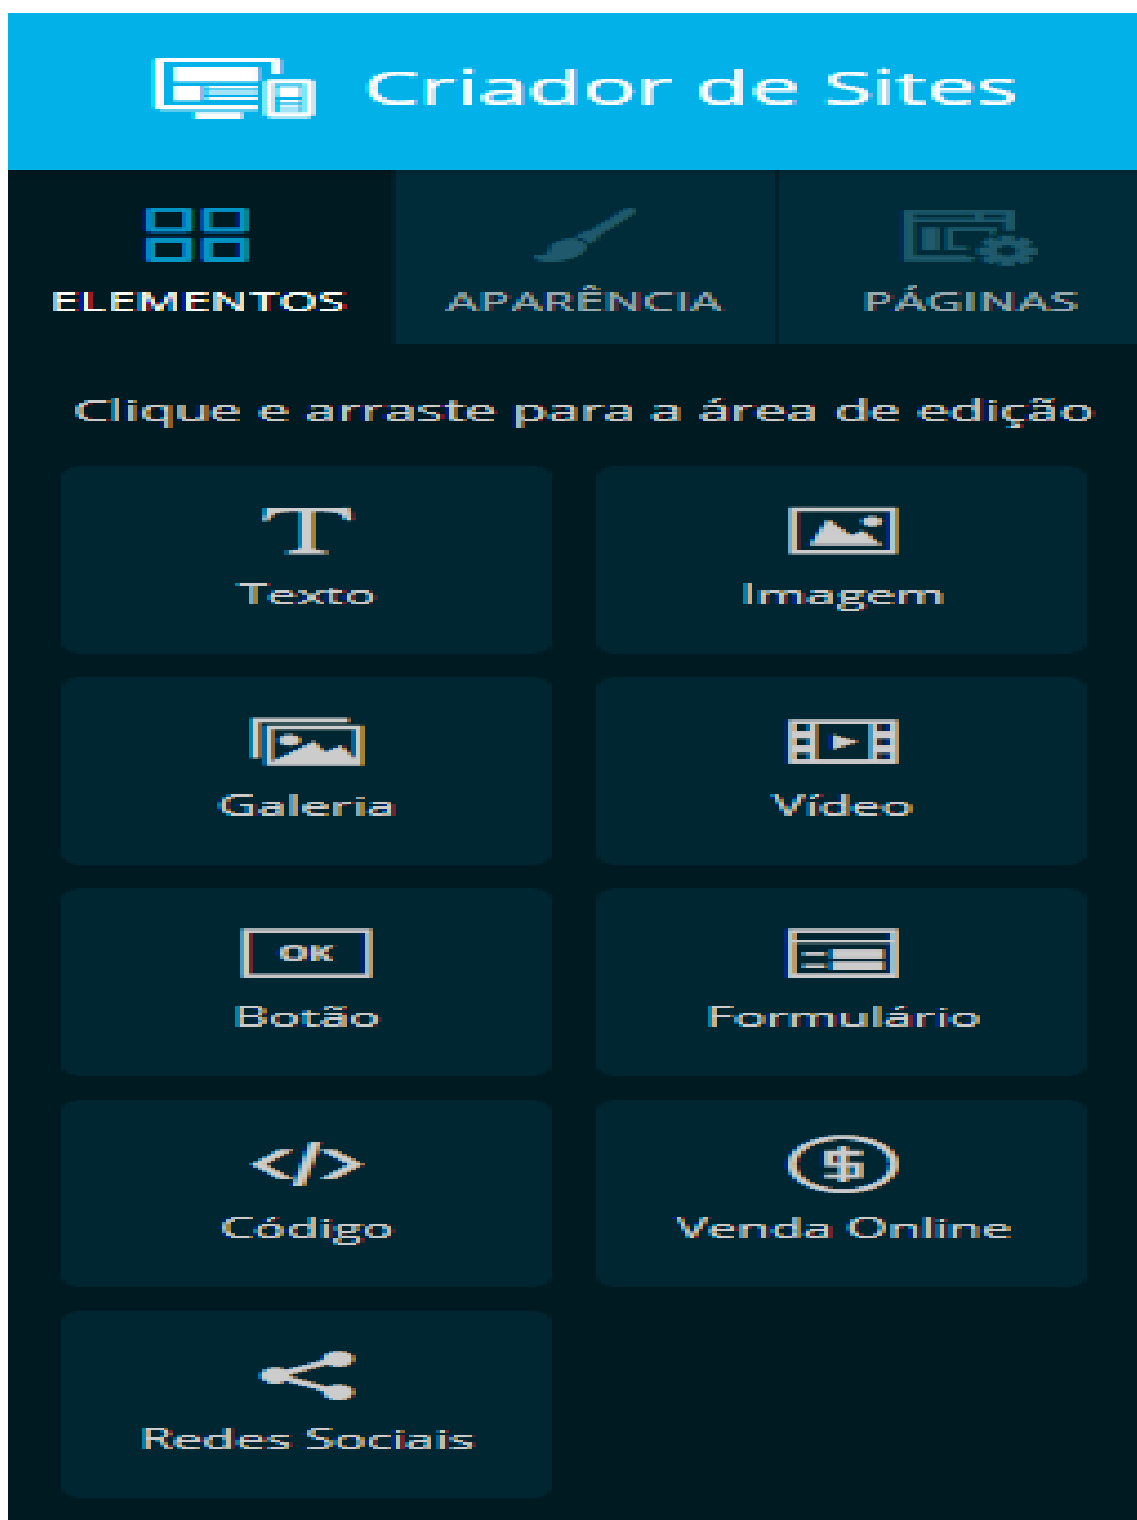 Criador de Sites
ELEMENTOS APARÊNCIA PÁGINAS
Clique e arraste para a área de edição
Texto Imagem
Galeria Vídeo
OK
Botão Formulário
</> $
Código Venda Online
Redes Sociais